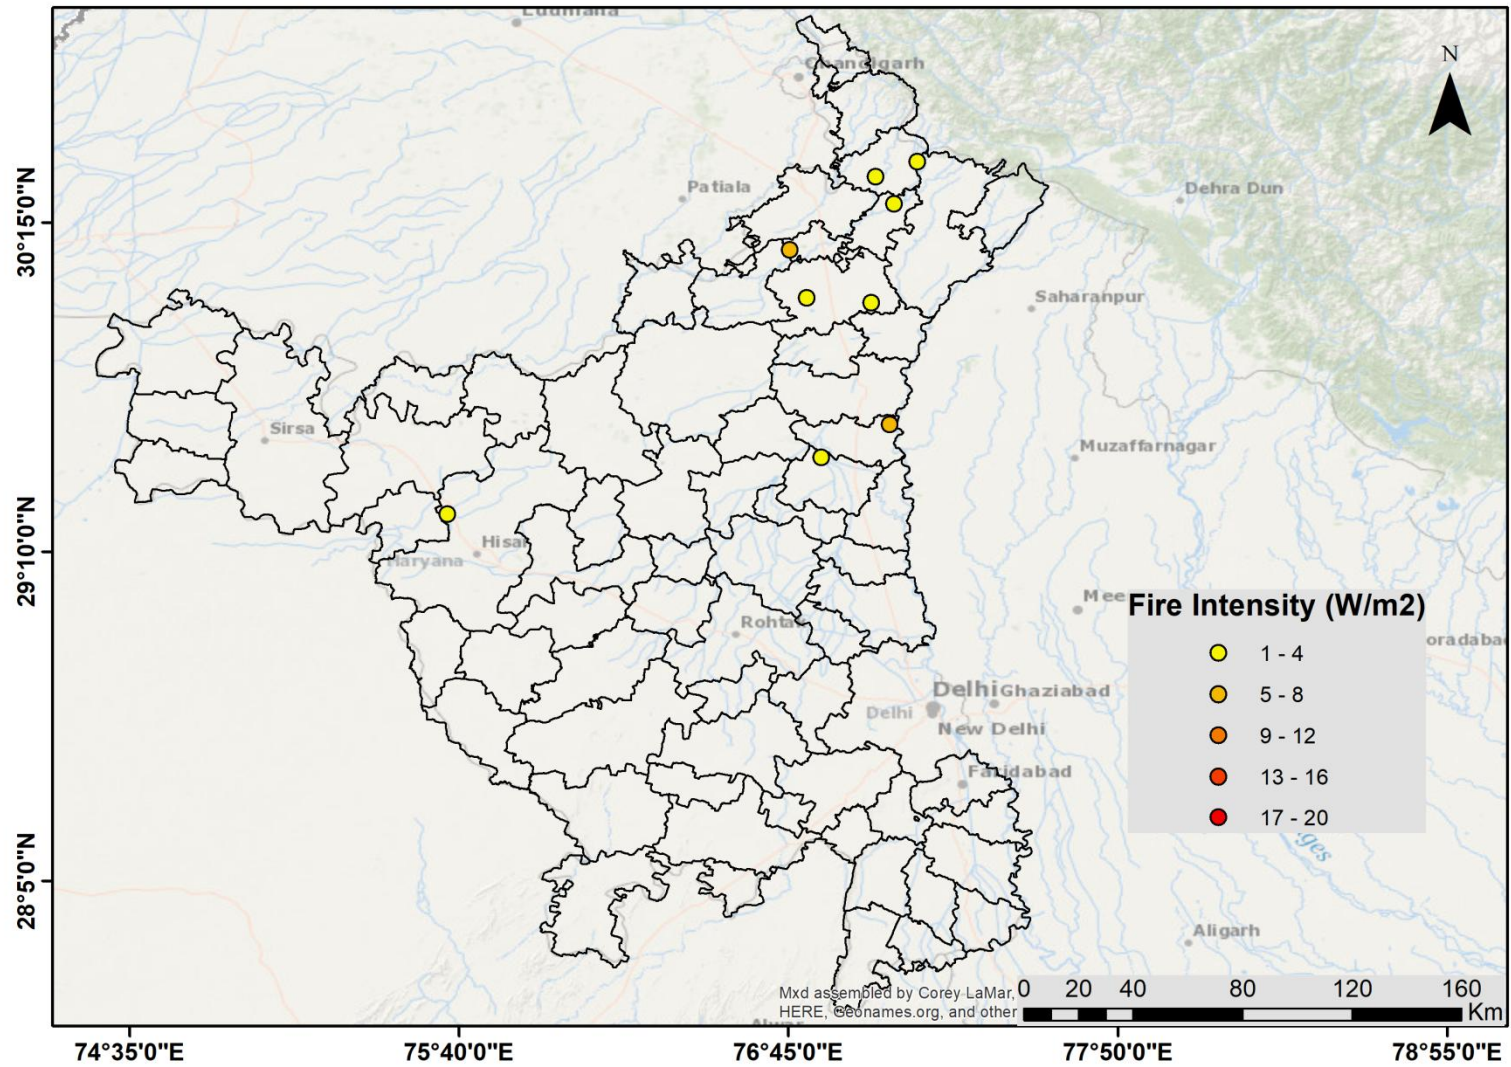 Ludhiana
Chandigarh
N
Patiala
Dehra Dun
30°15'0"N
Saharanpur
Sirsa
Muzaffarnagar
Hisar
Haryana
29°10'0"N
Mee
Rohtak
Fire Intensity (W/m2)
1 - 4
5 - 8
9 - 12
13 - 16
17 - 20
oradabad
Delhi
Ghaziabad
Delhi
New Delhi
Faridabad
nges
28°5'0"N
Aligarh
Mxd assembled by Corey LaMar,
HERE, Geonames.org, and other
Alwar
0 20 40 80 120 160
Km
74°35'0"E 75°40'0"E 76°45'0"E 77°50'0"E 78°55'0"E